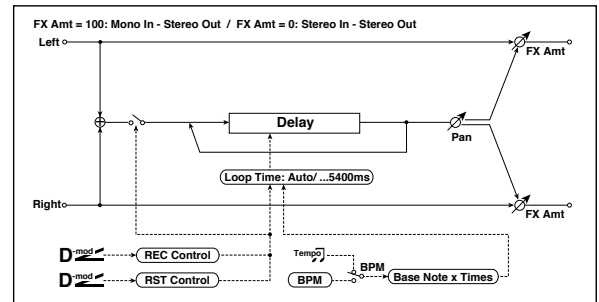 FX Amt = 100: Mono In - Stereo Out / FX Amt = 0: Stereo In - Stereo Out
Left
FX Amt
Delay
Pan
Loop Time: Auto/ ...5400ms
Right
FX Amt
D-mod
REC Control
Tempo
BPM
D-mod
RST Control
BPM
Base Note x Times